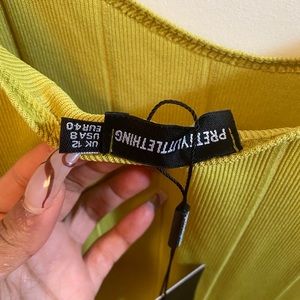 UK 12
USA 8
EUR 40
PRETTYLITTLETHING